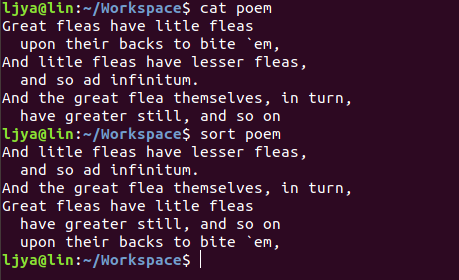 ljya@lin:~/Workspace$ cat poem
Great fleas have litle fleas
  upon their backs to bite `em,
And litle fleas have lesser fleas,
  and so ad infinitum.
And the great flea themselves, in turn,
  have greater still, and so on
ljya@lin:~/Workspace$ sort poem
And litle fleas have lesser fleas,
  and so ad infinitum.
And the great flea themselves, in turn,
Great fleas have litle fleas
  have greater still, and so on
  upon their backs to bite `em,
ljya@lin:~/Workspace$